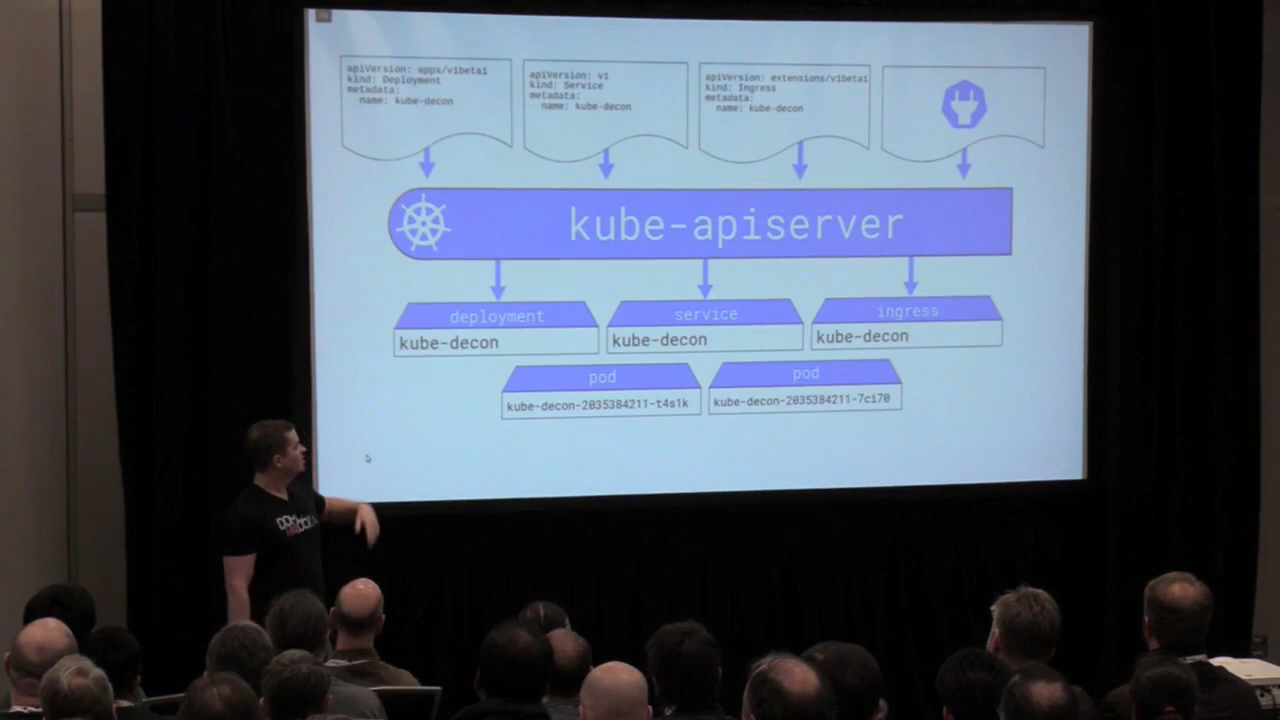 apiVersion: apps/v1beta1
kind: Deployment
metadata:
name: kube-decon
apiVersion: v1
kind: Service
metadata:
name: kube-decon
apiVersion: extensions/v1beta1
kind: Ingress
metadata:
name: kube-decon
kube-apiserver
deployment
kube-decon
service
kube-decon
ingress
kube-decon
pod
kube-decon-2035384211-t4s1k
pod
kube-decon-2035384211-7ci70